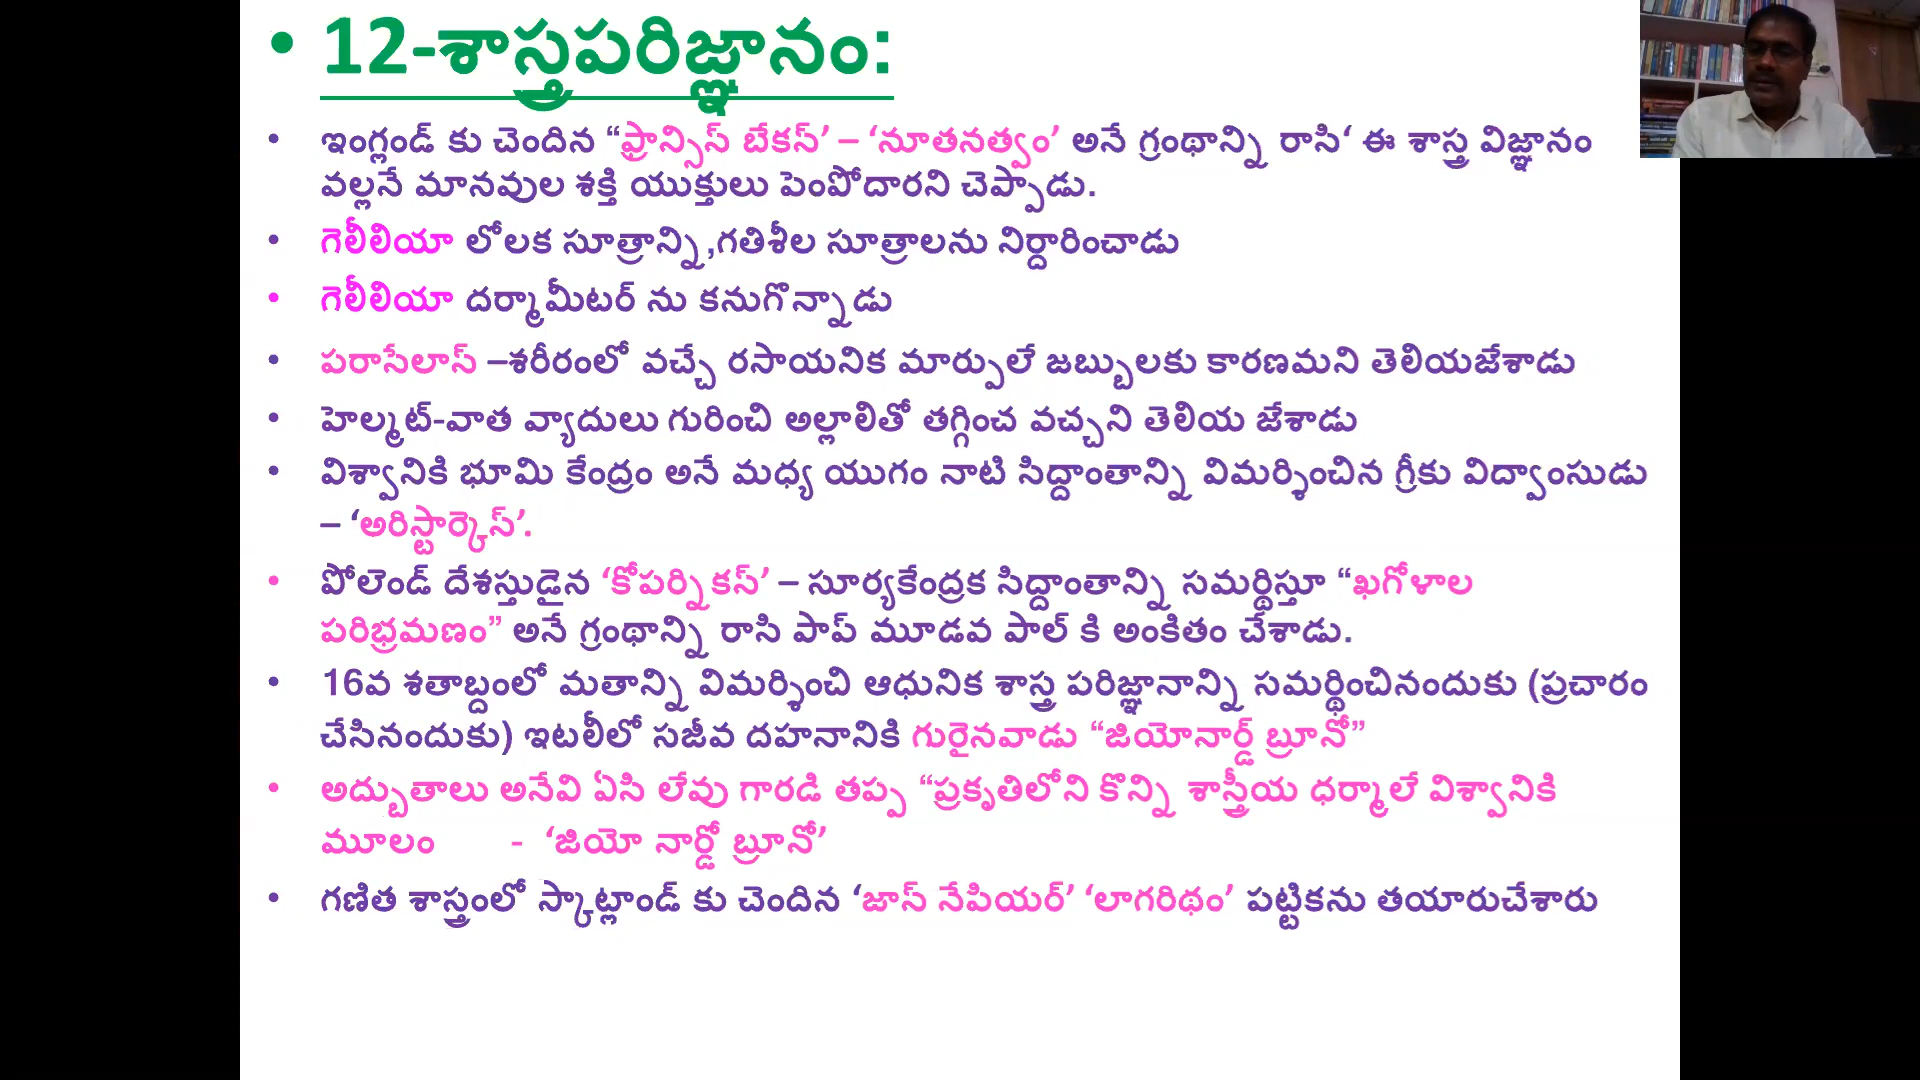 • 12-శాస్త్రపరిజ్ఞానం:
• ఇంగ్లండ్ కు చెందిన “ఫ్రాన్సిస్ బేకన్’ – ‘నూతనత్వం’ అనే గ్రంథాన్ని రాసి‘ ఈ శాస్త్ర విజ్ఞానం
వల్లనే మానవుల శక్తి యుక్తులు పెంపోదారని చెప్పాడు.
• గెలీలియా లోలక సూత్రాన్ని,గతిశీల సూత్రాలను నిర్దారించాడు
• గెలీలియా దర్మామీటర్ ను కనుగొన్నాడు
• పరాసేలాస్ –శరీరంలో వచ్చే రసాయనిక మార్పులే జబ్బులకు కారణమని తెలియజేశాడు
• హెల్మట్-వాత వ్యాదులు గురించి అల్లాలితో తగ్గించ వచ్చని తెలియ జేశాడు
• విశ్వానికి భూమి కేంద్రం అనే మధ్య యుగం నాటి సిద్దాంతాన్ని విమర్శించిన గ్రీకు విద్వాంసుడు
– ‘అరిస్టార్కెస్’.
• పోలెండ్ దేశస్తుడైన ‘కోపర్నికస్’ – సూర్యకేంద్రక సిద్దాంతాన్ని సమర్థిస్తూ “ఖగోళాల
పరిభ్రమణం” అనే గ్రంథాన్ని రాసి పాప్ మూడవ పాల్ కి అంకితం చేశాడు.
• 16వ శతాబ్దంలో మతాన్ని విమర్శించి ఆధునిక శాస్త్ర పరిజ్ఞానాన్ని సమర్థించినందుకు (ప్రచారం
చేసినందుకు) ఇటలీలో సజీవ దహనానికి గురైనవాడు “జియోనార్డ్ బ్రూనో”
• అద్బుతాలు అనేవి ఏసి లేవు గారడి తప్ప “ప్రకృతిలోని కొన్ని శాస్త్రీయ ధర్మాలే విశ్వానికి
మూలం - ‘జియో నార్డో బ్రూనో’
• గణిత శాస్త్రంలో స్కాట్లాండ్ కు చెందిన ‘జాన్ నేపియర్’ ‘లాగరిథం’ పట్టికను తయారుచేశారు